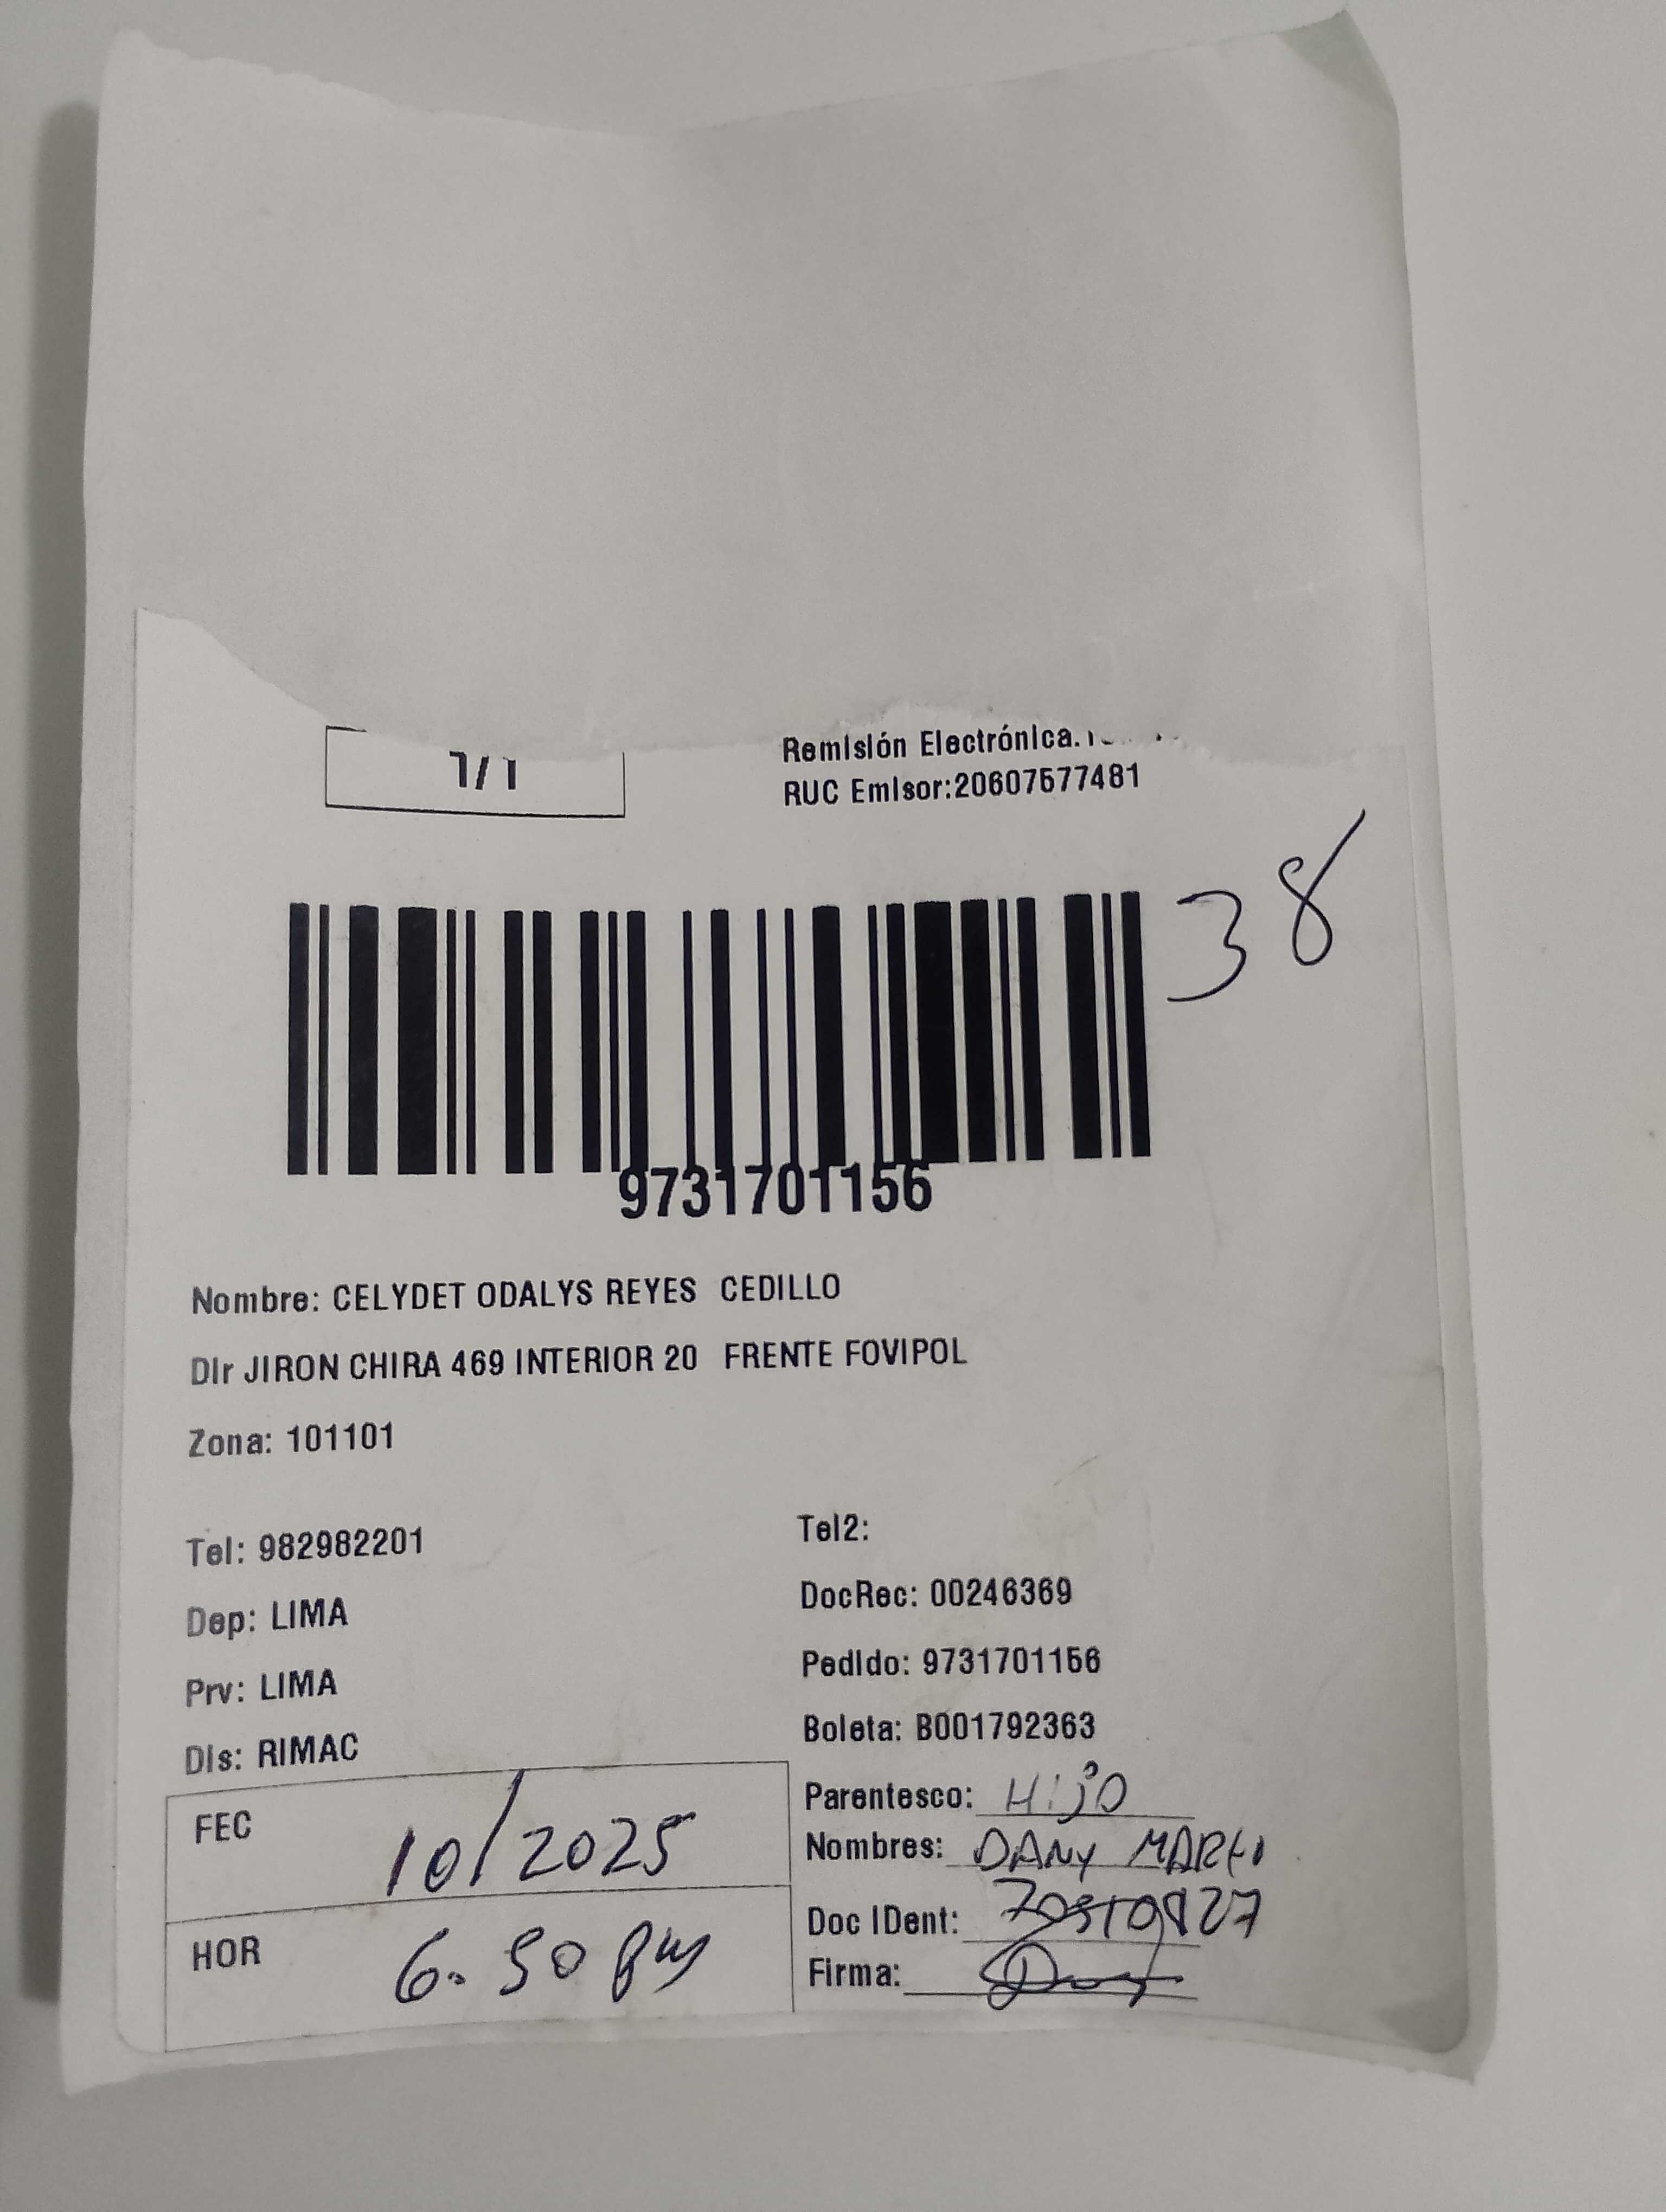 1/1
Remisión Electrónica.
RUC Emisor:20607577481
38
9731701156
Nombre: CELYDET ODALYS REYES CEDILLO
Dir JIRON CHIRA 469 INTERIOR 20 FRENTE FOVIPOL
Zona: 101101
Tel: 982982201
Tel2:
Dep: LIMA
DocRec: 00246369
Prv: LIMA
Pedido: 9731701156
Dis: RIMAC
Boleta: B001792363
FEC 10/2025
Parentesco: Hijo
Nombres: DANY
HOR 6.50 pm
Doc IDent:
Firma: